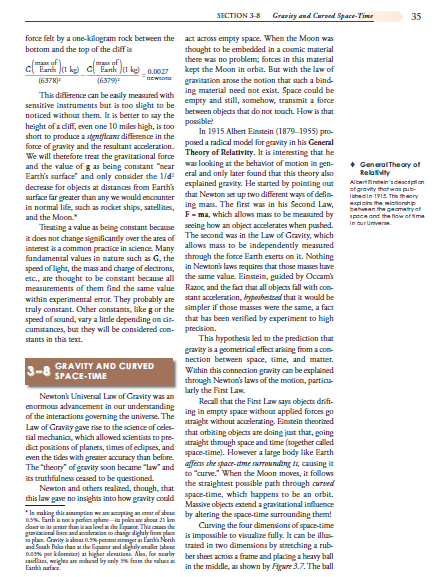 SECTION 3–8 Gravity and Curved Space-Time 35
force felt by a one-kilogram rock between the
bottom and the top of the cliff is
G (mass of Earth)(1 kg) / (6378)² – G (mass of Earth)(1 kg) / (6379)² = 0.0027 newtons
This difference can be easily measured with
sensitive instruments but is too slight to be
noticed without them. It is better to say the
height of a cliff, even one 10 miles high, is too
short to produce a significant difference in the
force of gravity and the resultant acceleration.
We will therefore treat the gravitational force
and the value of g as being constant “near
Earth’s surface” and only consider the 1/d²
decrease for objects at distances from Earth’s
surface far greater than any we would encounter
in normal life, such as rocket ships, satellites,
and the Moon.*
Treating a value as being constant because
it does not change significantly over the area of
interest is a common practice in science. Many
fundamental values in nature such as G, the
speed of light, the mass and charge of electrons,
etc., are thought to be constant because all
measurements of them find the same value
within experimental error. They probably are
truly constant. Other constants, like g or the
speed of sound, vary a little depending on cir-
cumstances, but they will be considered con-
stants in this text.
3–8 GRAVITY AND CURVED
SPACE-TIME
Newton’s Universal Law of Gravity was an
enormous advancement in our understanding
of the interactions governing the universe. The
Law of Gravity gave rise to the science of celes-
tial mechanics, which allowed scientists to pre-
dict positions of planets, times of eclipses, and
even the tides with greater accuracy than before.
The “theory” of gravity soon became “law” and
its truthfulness ceased to be questioned.
Newton and others realized, though, that
this law gave no insights into how gravity could
* In making this assumption we are accepting an error of about
0.5%. Earth is not a perfect sphere—its poles are about 21 km
closer to its center than is sea level at the Equator. This causes the
gravitational force and acceleration to change slightly from place
to place. Gravity is about 0.5% percent stronger at Earth’s North
and South Poles than at the Equator and slightly smaller (about
0.03% per kilometer) at higher elevations. Also, for nearby
satellites, weights are reduced by only 5% from the values at
Earth’s surface.
act across empty space. When the Moon was
thought to be embedded in a cosmic material
there was no problem; forces in this material
kept the Moon in orbit. But with the law of
gravitation arose the notion that such a bind-
ing material need not exist. Space could be
empty and still, somehow, transmit a force
between objects that do not touch. How is that
possible?
In 1915 Albert Einstein (1879–1955) pro-
posed a radical model for gravity in his General
Theory of Relativity. It is interesting that he
was looking at the behavior of motion in gen-
eral and only later found that this theory also
explained gravity. He started by pointing out
that Newton set up two different ways of defin-
ing mass. The first was in his Second Law,
F = ma, which allows mass to be measured by
seeing how an object accelerates when pushed.
The second was in the Law of Gravity, which
allows mass to be independently measured
through the force Earth exerts on it. Nothing
in Newton’s laws requires that those masses have
the same value. Einstein, guided by Occam’s
Razor, and the fact that all objects fall with con-
stant acceleration, hypothesized that it would be
simpler if those masses were the same, a fact
that has been verified by experiment to high
precision.
This hypothesis led to the prediction that
gravity is a geometrical effect arising from a con-
nection between space, time, and matter.
Within this connection gravity can be explained
through Newton’s laws of the motion, particu-
larly the First Law.
Recall that the First Law says objects drift-
ing in empty space without applied forces go
straight without accelerating. Einstein theorized
that orbiting objects are doing just that, going
straight through space and time (together called
space-time). However a large body like Earth
affects the space-time surrounding it, causing it
to “curve.” When the Moon moves, it follows
the straightest possible path through curved
space-time, which happens to be an orbit.
Massive objects extend a gravitational influence
by altering the space-time surrounding them!
Curving the four dimensions of space-time
is impossible to visualize fully. It can be illus-
trated in two dimensions by stretching a rub-
ber sheet across a frame and placing a heavy ball
in the middle, as shown by Figure 3.7. The ball
♦ General Theory of
Relativity
Albert Einstein’s description
of gravity that was pub-
lished in 1915. This theory
explains the relationship
between the geometry of
space and the flow of time
in our Universe.